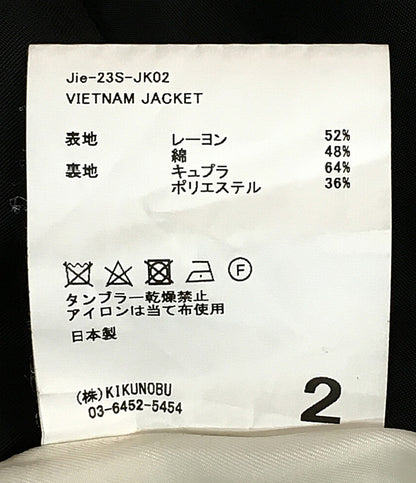 Jie-23S-JK02
VIETNAM JACKET
表地 レーヨン 52%
綿 48%
裏地 キュプラ 64%
ポリエステル 36%
F
タンブラー乾燥禁止
アイロンは当て布使用
日本製
(株)KIKUNOBU
03-6452-5454
2